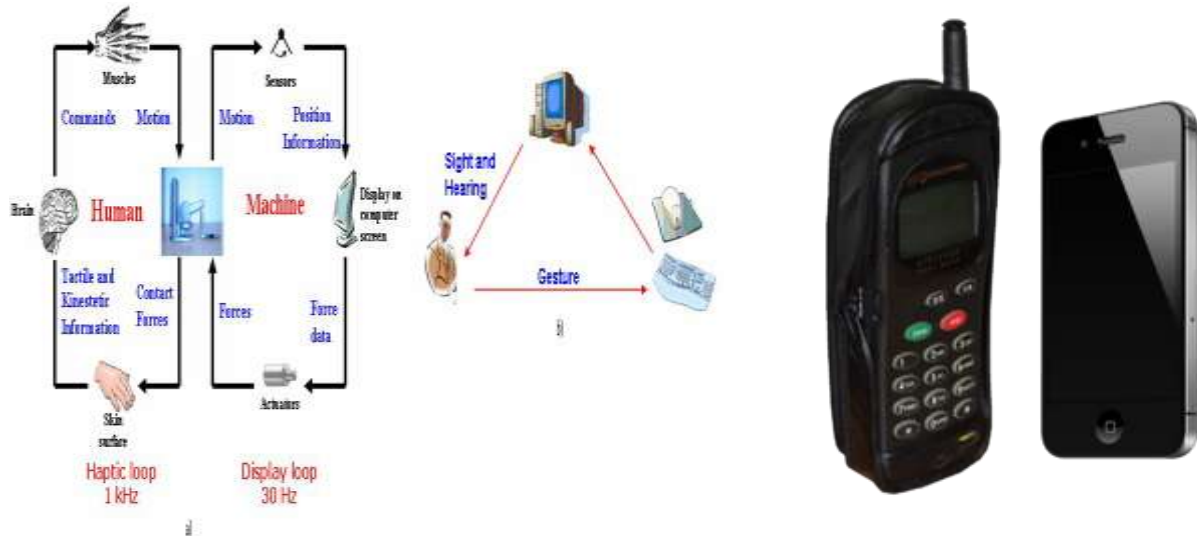 Muscles
Sensors
Commands
Motion
Motion
Position
Information
Brain
Human
Machine
Display on
computer
screen
Tactile and
Kinestetic
Information
Contact
Forces
Forces
Force
data
Skin
surface
Actuators
Haptic loop
1 kHz
Display loop
30 Hz
a)
Sight and
Hearing
Gesture
b)